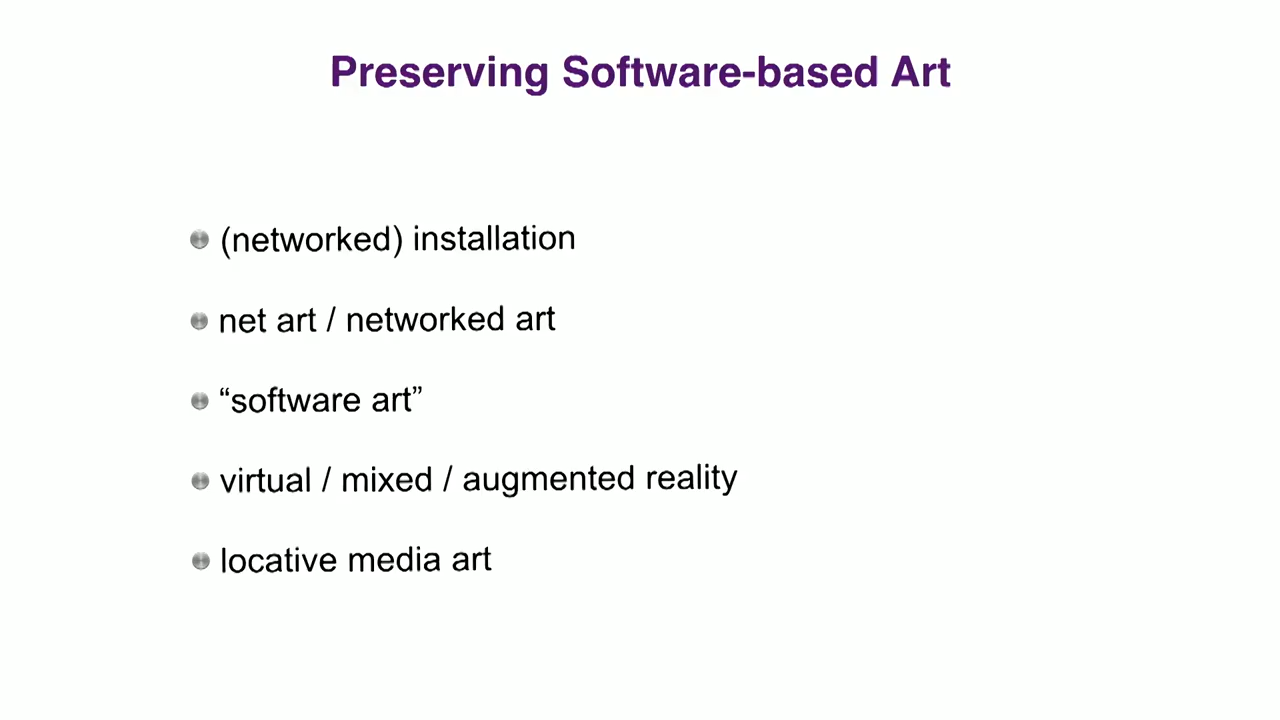 Preserving Software-based Art
(networked) installation
net art / networked art
“software art”
virtual / mixed / augmented reality
locative media art